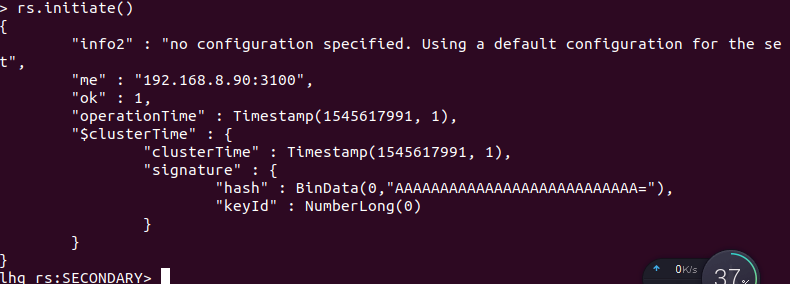 > rs.initiate()
{
        "info2" : "no configuration specified. Using a default configuration for the se
t",
        "me" : "192.168.8.90:3100",
        "ok" : 1,
        "operationTime" : Timestamp(1545617991, 1),
        "$clusterTime" : {
                "clusterTime" : Timestamp(1545617991, 1),
                "signature" : {
                        "hash" : BinData(0,"AAAAAAAAAAAAAAAAAAAAAAAAAAA="),
                        "keyId" : NumberLong(0)
                }
        }
}
lhg_rs:SECONDARY>
↑ 0K/s
37%